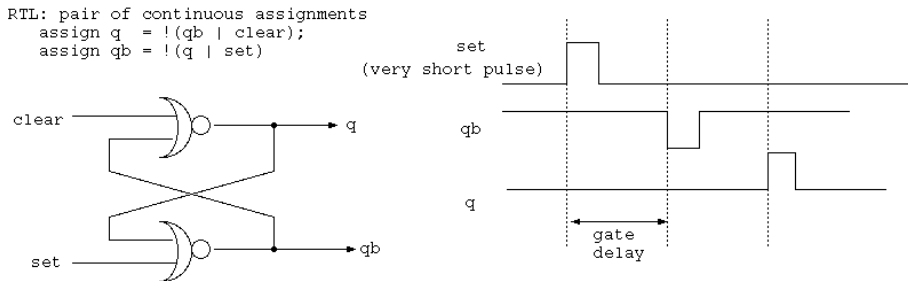 RTL: pair of continuous assignments
assign q = !(qb | clear);
assign qb = !(q | set)
clear
q
set
qb
set
(very short pulse)
qb
q
gate
delay